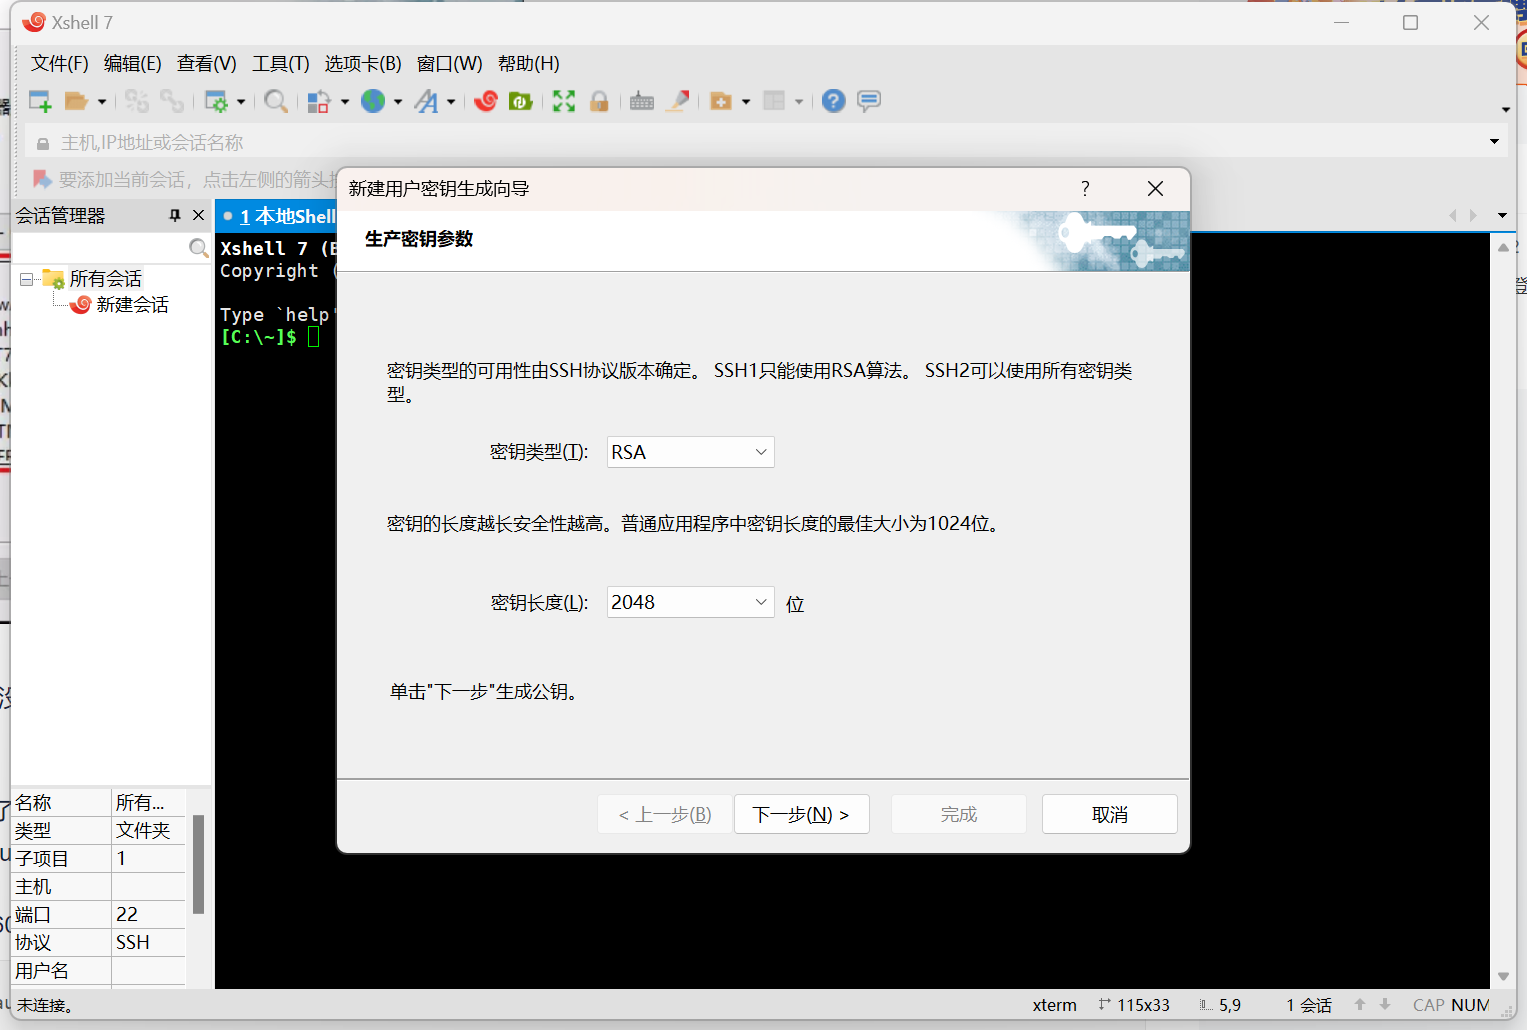 Xshell 7
文件(F) 编辑(E) 查看(V) 工具(T) 选项卡(B) 窗口(W) 帮助(H)
主机,IP地址或会话名称
要添加当前会话，点击左侧的箭头
会话管理器
1 本地Shell
所有会话
新建会话
Xshell 7 (
Copyright (
Type `help'
[C:\~]$
新建用户密钥生成向导
?
生产密钥参数
密钥类型的可用性由SSH协议版本确定。 SSH1只能使用RSA算法。 SSH2可以使用所有密钥类
型。
密钥类型(T): RSA
密钥的长度越长安全性越高。普通应用程序中密钥长度的最佳大小为1024位。
密钥长度(L): 2048 位
单击"下一步"生成公钥。
< 上一步(B) 下一步(N) > 完成 取消
名称 所有...
类型 文件夹
子项目 1
主机
端口 22
协议 SSH
用户名
未连接。 xterm 115x33 5,9 1 会话 CAP NUM